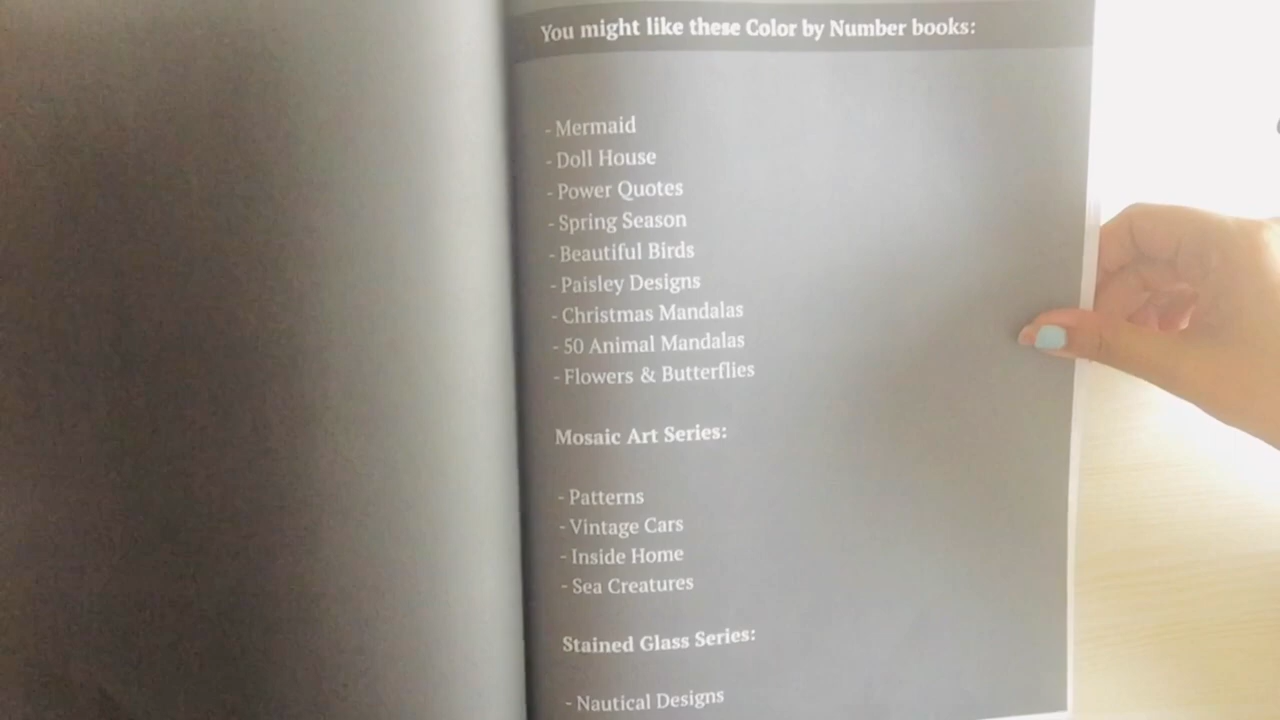 You might like these Color by Number books:
- Mermaid
- Doll House
- Power Quotes
- Spring Season
- Beautiful Birds
- Paisley Designs
- Christmas Mandalas
- 50 Animal Mandalas
- Flowers & Butterflies
Mosaic Art Series:
- Patterns
- Vintage Cars
- Inside Home
- Sea Creatures
Stained Glass Series:
- Nautical Designs